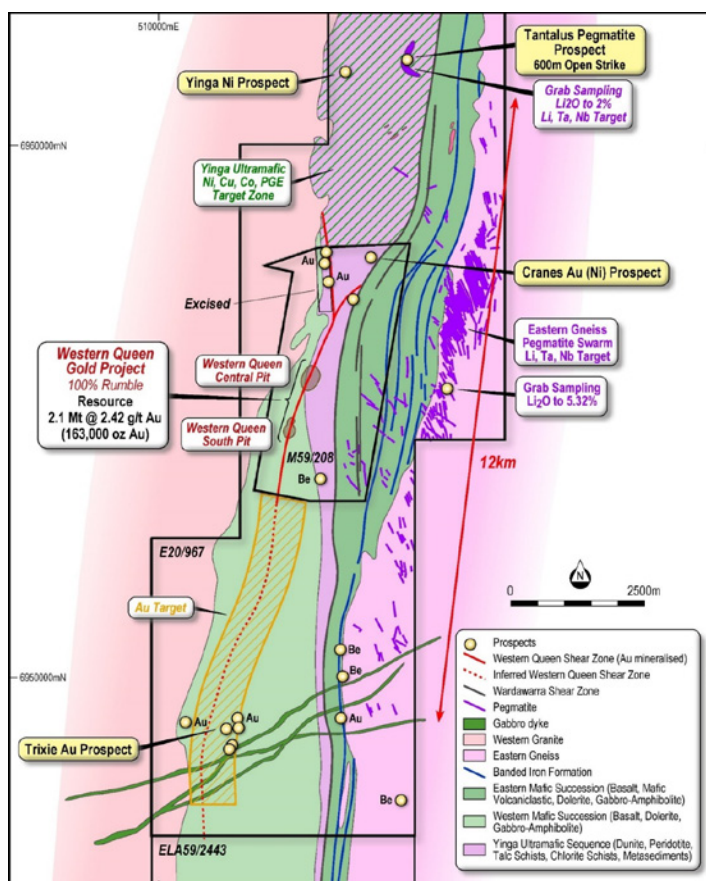 510000mE
Tantalus Pegmatite
Prospect
600m Open Strike
Yinga Ni Prospect
Grab Sampling
Li2O to 2%
Li, Ta, Nb Target
6960000mN
Yinga Ultramafic
Ni, Cu, Co, PGE
Target Zone
Au
Au
Cranes Au (Ni) Prospect
Excised
Eastern Gneiss
Pegmatite Swarm
Li, Ta, Nb Target
Western Queen
Gold Project
100% Rumble
Resource
2.1 Mt @ 2.42 g/t Au
(163,000 oz Au)
Western Queen
Central Pit
Grab Sampling
Li2O to 5.32%
Western Queen
South Pit
M59/208
12km
Be
E20/967
N
0 2500m
Au Target
Be
Be
6950000mN
Au
Au
Au
Trixie Au Prospect
Be
ELA59/2443
Prospects
Western Queen Shear Zone (Au mineralised)
Inferred Western Queen Shear Zone
Wardawarra Shear Zone
Pegmatite
Gabbro dyke
Western Granite
Eastern Gneiss
Banded Iron Formation
Eastern Mafic Succession (Basalt, Mafic
Volcaniclastic, Dolerite, Gabbro-Amphibolite)
Western Mafic Succession (Basalt, Dolerite,
Gabbro-Amphibolite)
Yinga Ultramafic Sequence (Dunite, Peridotite,
Talc Schists, Chlorite Schists, Metasediments)